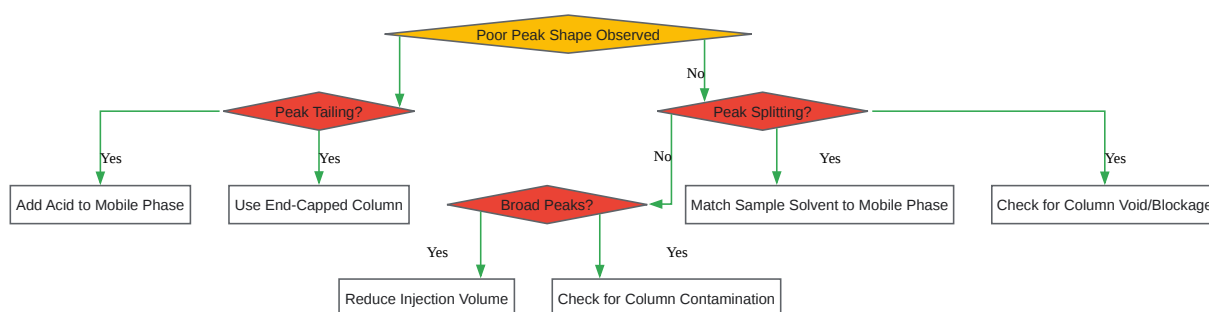 Poor Peak Shape Observed
No
Peak Tailing?
Peak Splitting?
Yes
Yes
No
Yes
Yes
Add Acid to Mobile Phase
Use End-Capped Column
Broad Peaks?
Match Sample Solvent to Mobile Phase
Check for Column Void/Blockage
Yes
Yes
Reduce Injection Volume
Check for Column Contamination